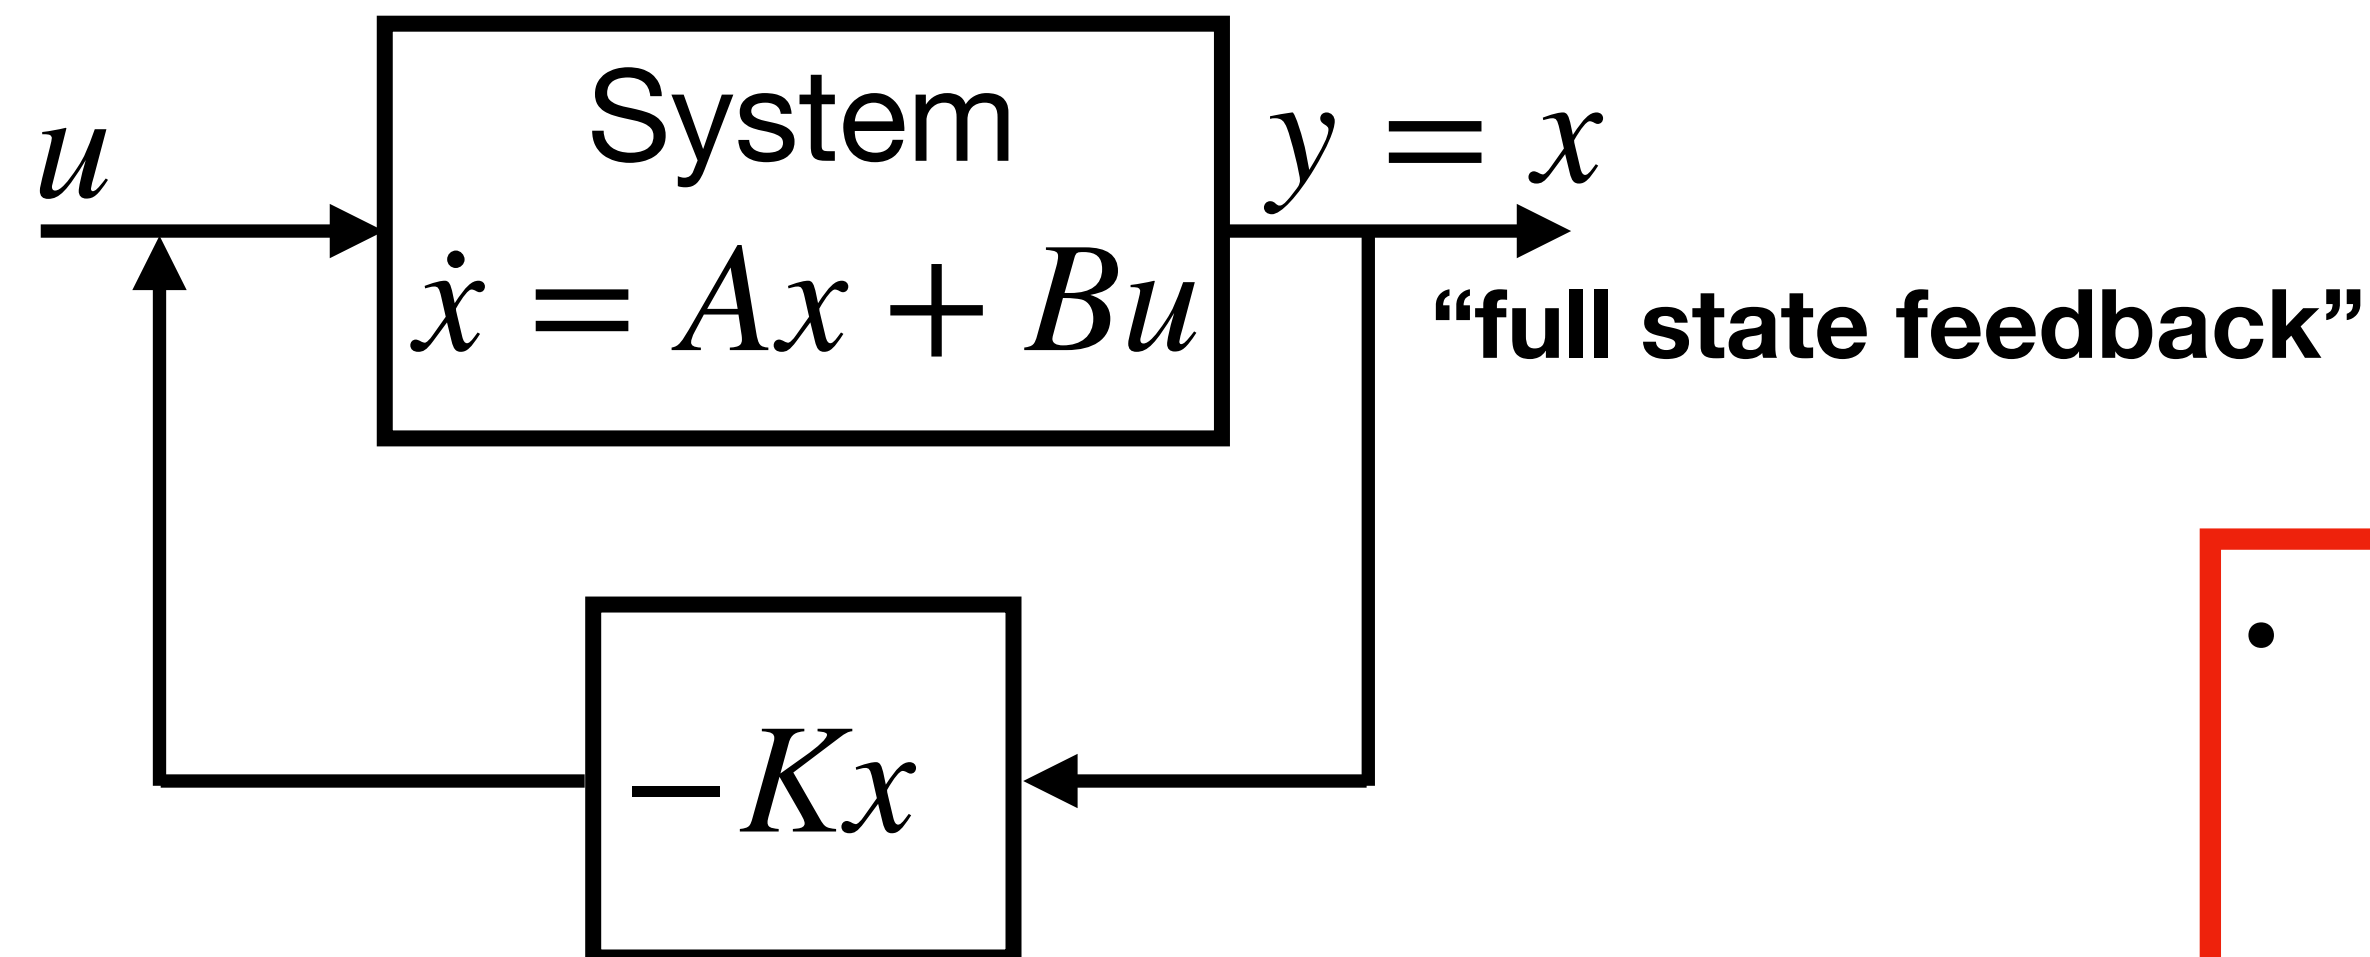 System
u
y = x
ẋ = Ax + Bu
“full state feedback”
•
−Kx